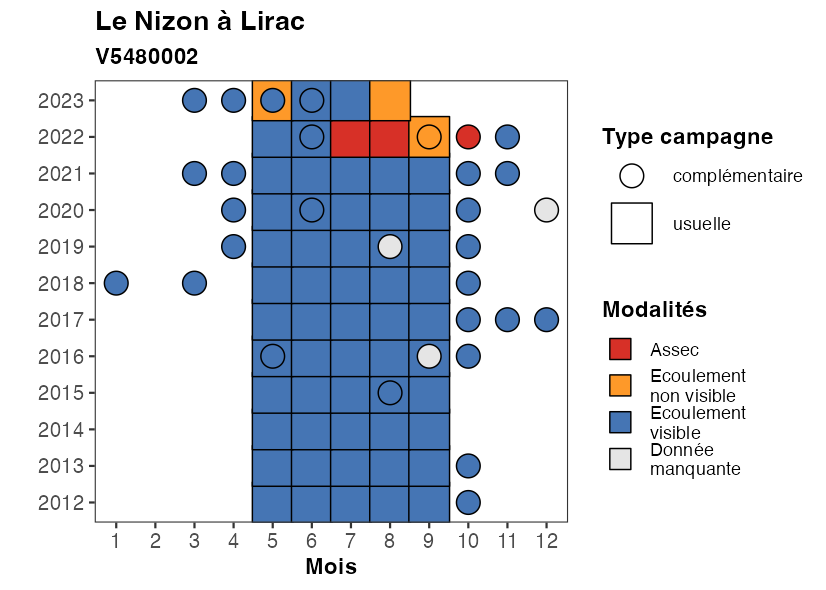 Le Nizon à Lirac
V5480002
2023
2022
2021
2020
2019
2018
2017
2016
2015
2014
2013
2012
1 2 3 4 5 6 7 8 9 10 11 12
Mois
Type campagne
complémentaire
usuelle
Modalités
Assec
Ecoulement
non visible
Ecoulement
visible
Donnée
manquante